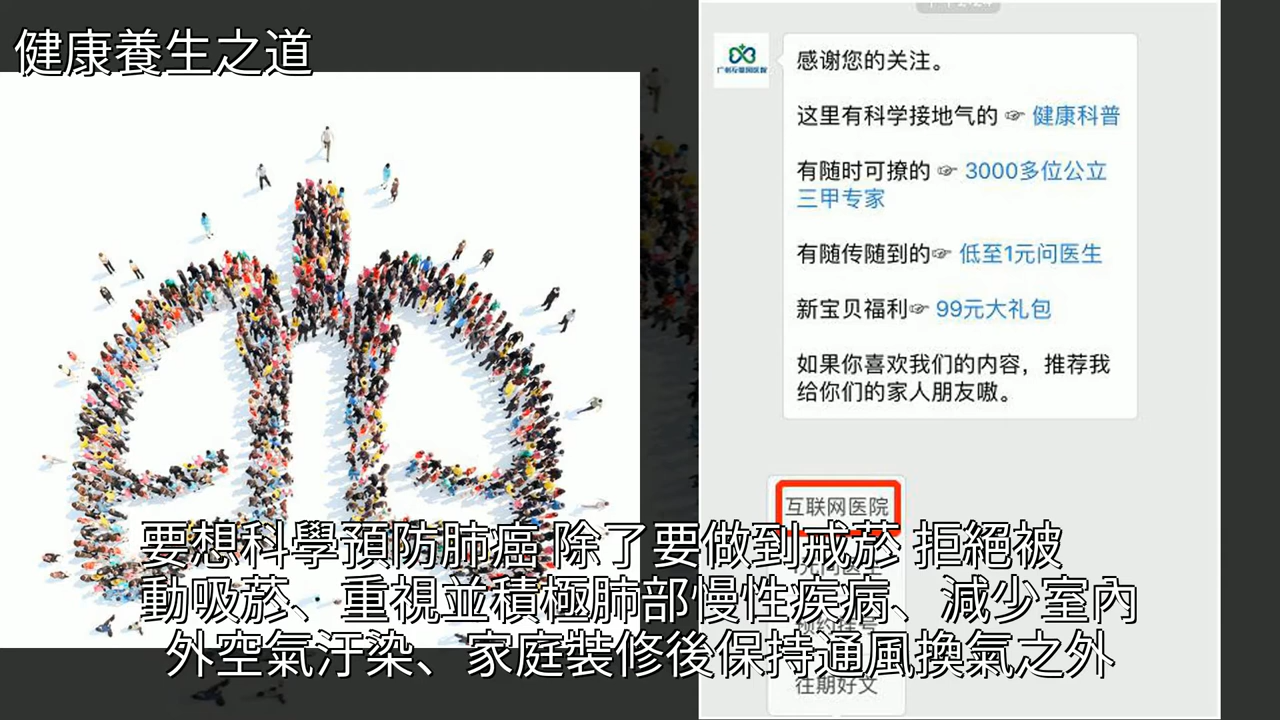 健康養生之道
广州互联网医院
感谢您的关注。
这里有科学接地气的 ☞ 健康科普
有随时可撩的 ☞ 3000多位公立
三甲专家
有随传随到的☞ 低至1元问医生
新宝贝福利☞ 99元大礼包
如果你喜欢我们的内容，推荐我
给你们的家人朋友嗷。
互联网医院
要想科學預防肺癌 除了要做到戒菸 拒絕被
動吸菸、重視並積極肺部慢性疾病、減少室內
外空氣汙染、家庭裝修後保持通風換氣之外
往期好文